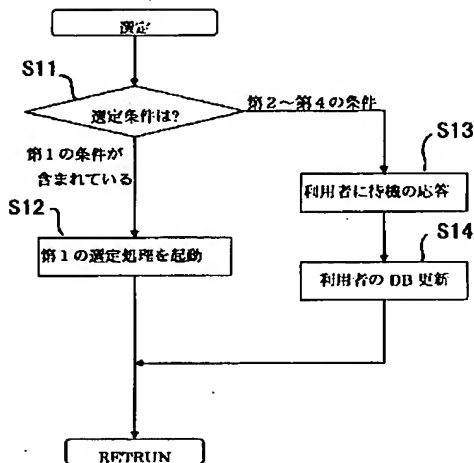 選定
S11
選定条件は?
第2～第4の条件
第1の条件が
含まれている
S13
利用者に待機の応答
S12
第1の選定処理を起動
S14
利用者の DB 更新
RETRUN